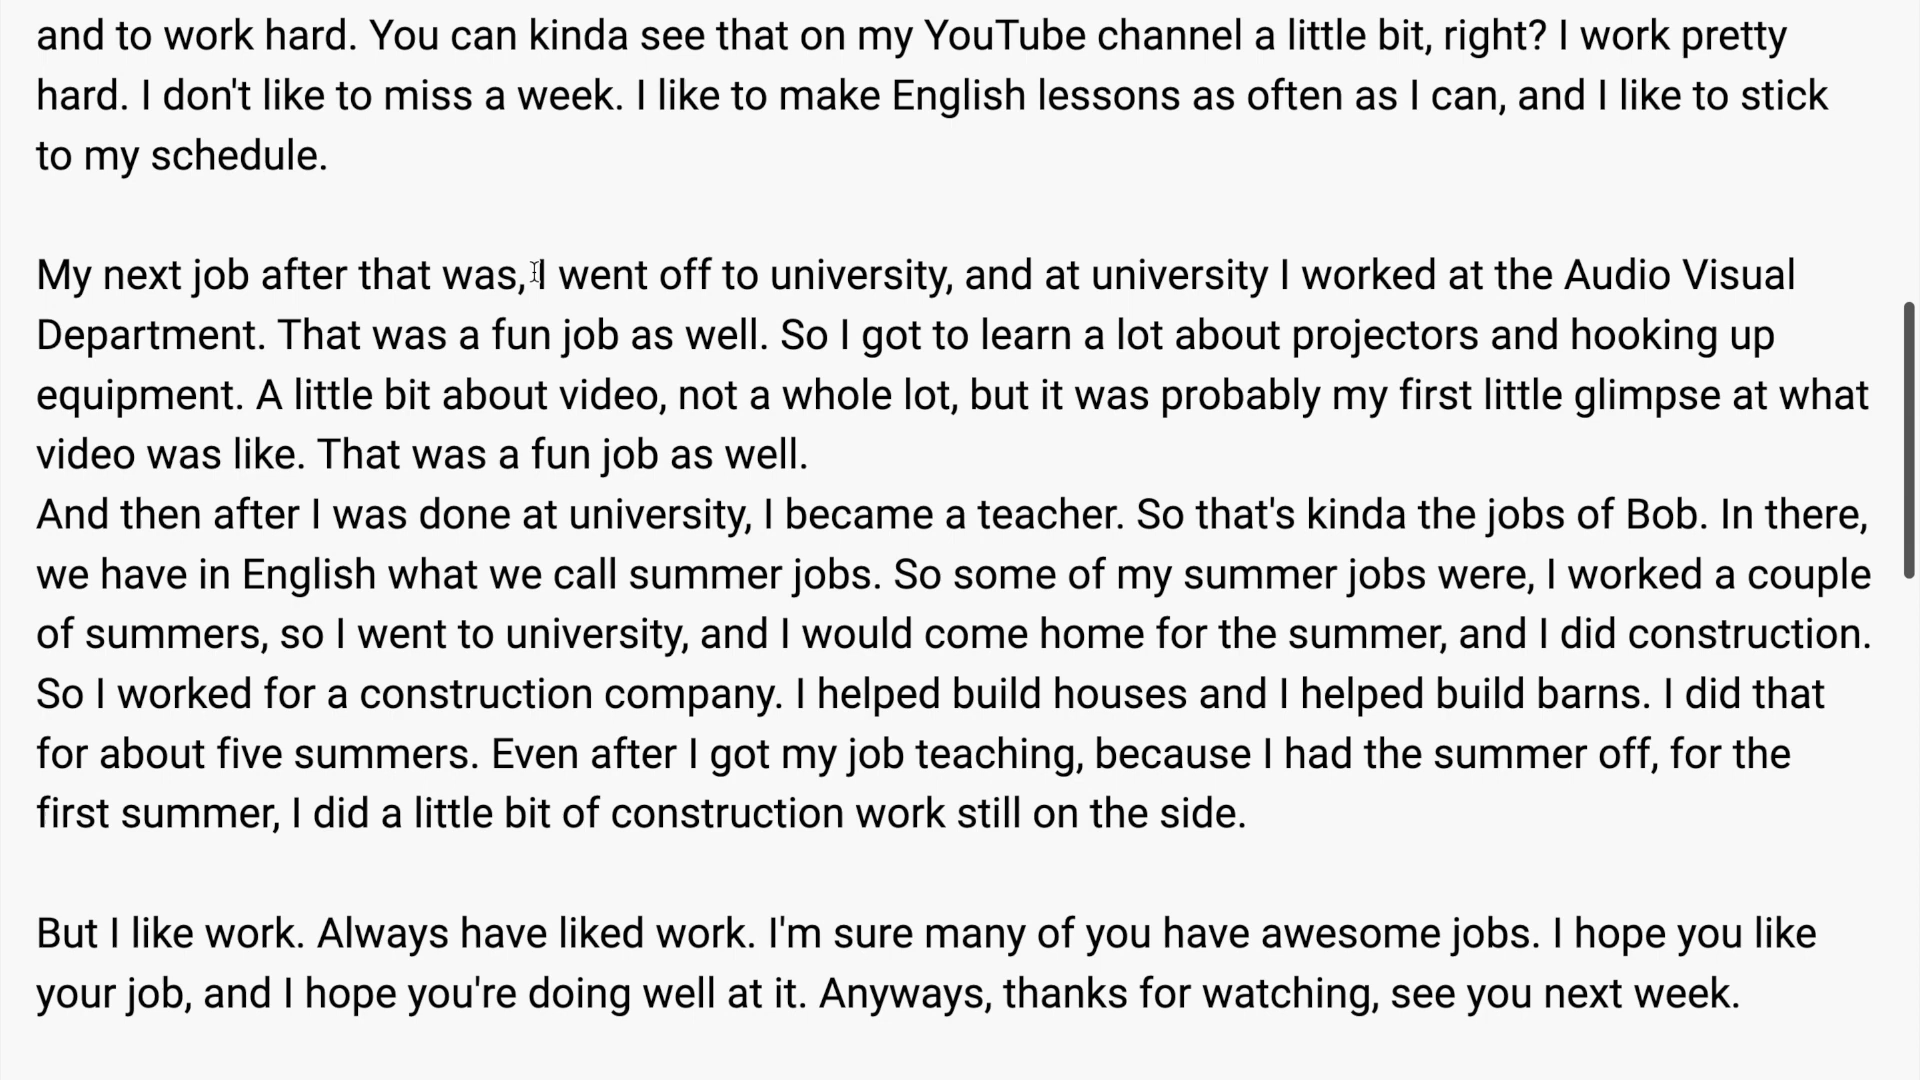 and to work hard. You can kinda see that on my YouTube channel a little bit, right? I work pretty
hard. I don't like to miss a week. I like to make English lessons as often as I can, and I like to stick
to my schedule.
My next job after that was, I went off to university, and at university I worked at the Audio Visual
Department. That was a fun job as well. So I got to learn a lot about projectors and hooking up
equipment. A little bit about video, not a whole lot, but it was probably my first little glimpse at what
video was like. That was a fun job as well.
And then after I was done at university, I became a teacher. So that's kinda the jobs of Bob. In there,
we have in English what we call summer jobs. So some of my summer jobs were, I worked a couple
of summers, so I went to university, and I would come home for the summer, and I did construction.
So I worked for a construction company. I helped build houses and I helped build barns. I did that
for about five summers. Even after I got my job teaching, because I had the summer off, for the
first summer, I did a little bit of construction work still on the side.
But I like work. Always have liked work. I'm sure many of you have awesome jobs. I hope you like
your job, and I hope you're doing well at it. Anyways, thanks for watching, see you next week.